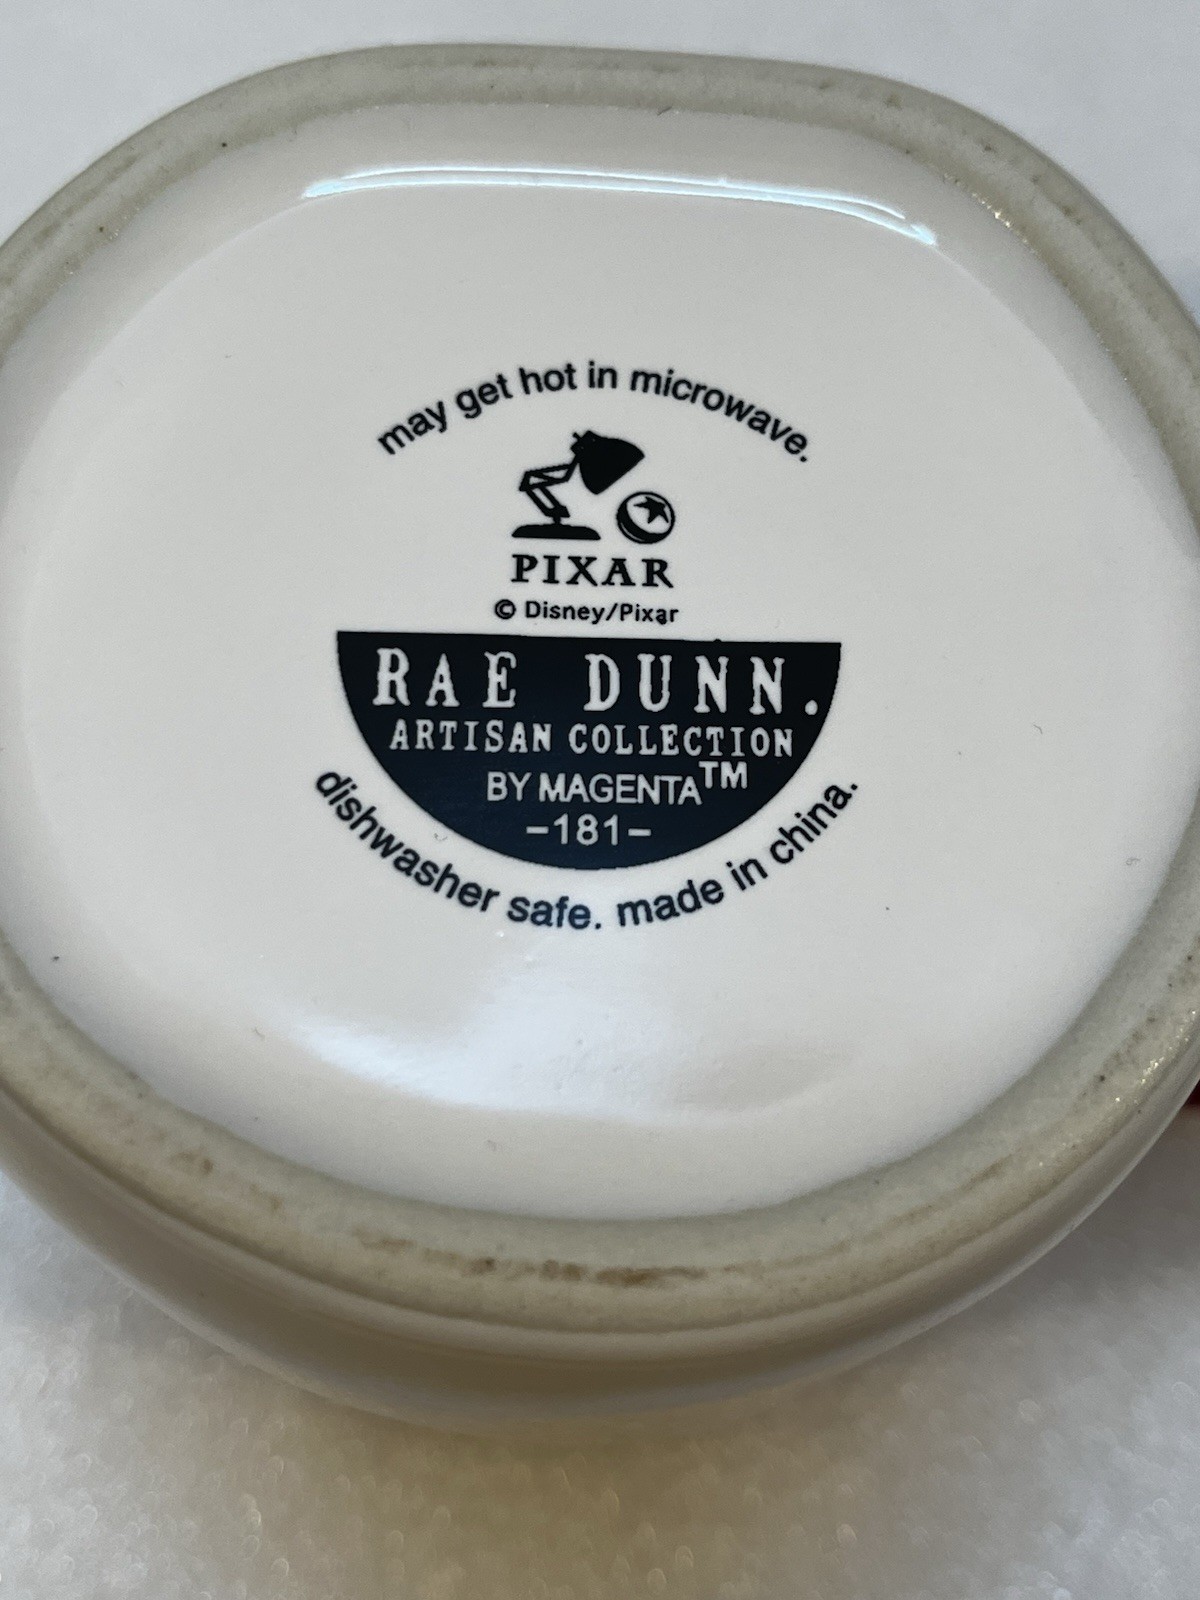 may get hot in microwave.
PIXAR
© Disney/Pixar
RAE DUNN.
ARTISAN COLLECTION
BY MAGENTA™
-181-
dishwasher safe. made in china.